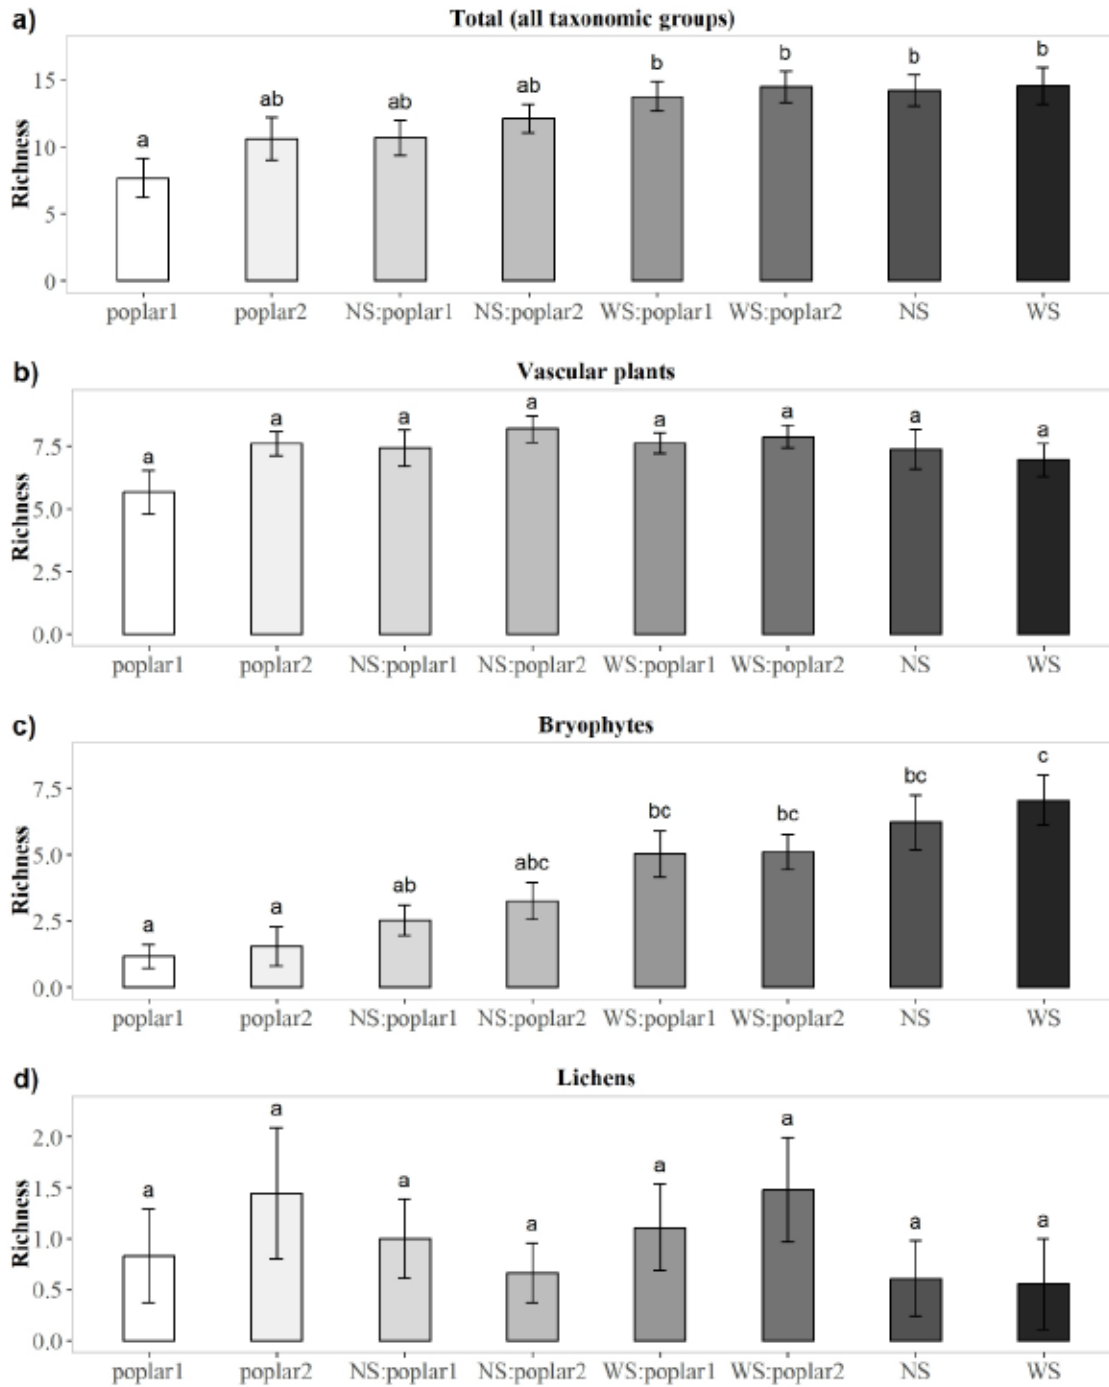 a)
Total (all taxonomic groups)
Richness
15
10
5
0
a
ab
ab
ab
b
b
b
b
poplar1 poplar2 NS:poplar1 NS:poplar2 WS:poplar1 WS:poplar2 NS WS
b)
Vascular plants
Richness
7.5
5.0
2.5
0.0
a
a
a
a
a
a
a
a
poplar1 poplar2 NS:poplar1 NS:poplar2 WS:poplar1 WS:poplar2 NS WS
c)
Bryophytes
Richness
7.5
5.0
2.5
0.0
a
a
ab
abc
bc
bc
bc
c
poplar1 poplar2 NS:poplar1 NS:poplar2 WS:poplar1 WS:poplar2 NS WS
d)
Lichens
Richness
2.0
1.5
1.0
0.5
0.0
a
a
a
a
a
a
a
a
poplar1 poplar2 NS:poplar1 NS:poplar2 WS:poplar1 WS:poplar2 NS WS